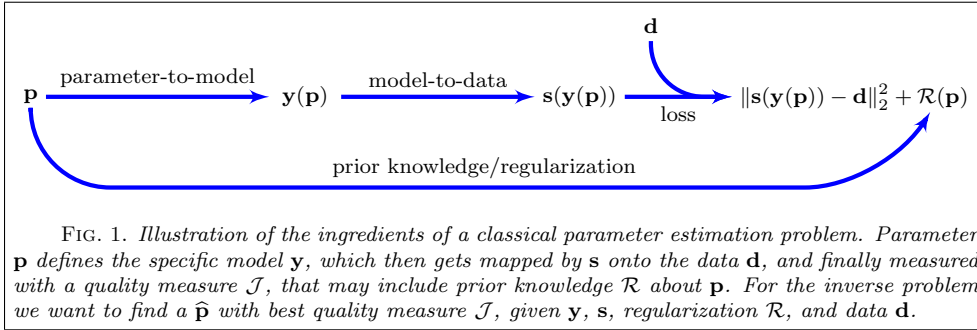 d
parameter-to-model
model-to-data
p y(p) s(y(p)) ‖s(y(p)) − d‖₂² + ℛ(p)
loss
prior knowledge/regularization
FIG. 1. Illustration of the ingredients of a classical parameter estimation problem. Parameter
p defines the specific model y, which then gets mapped by s onto the data d, and finally measured
with a quality measure 𝒥, that may include prior knowledge ℛ about p. For the inverse problem
we want to find a p̂ with best quality measure 𝒥, given y, s, regularization ℛ, and data d.